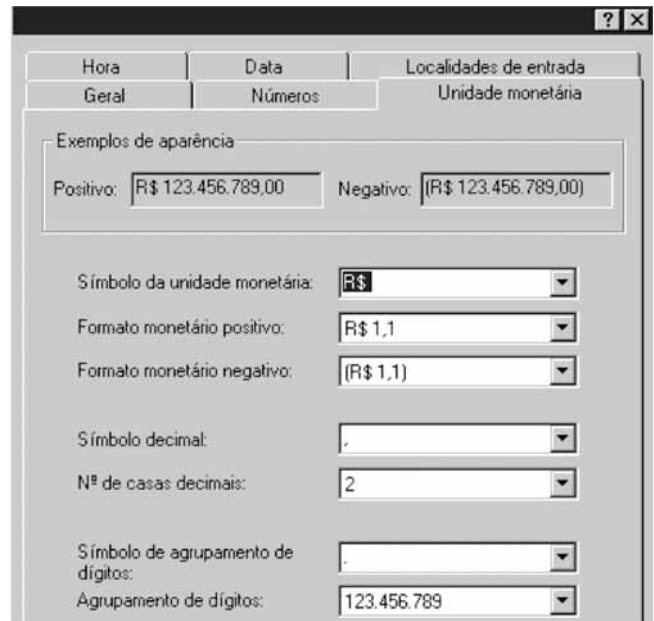 ? X
Hora Data Localidades de entrada
Geral Números Unidade monetária
Exemplos de aparência
Positivo: R$ 123.456.789,00 Negativo: (R$ 123.456.789,00)
Símbolo da unidade monetária: R$
Formato monetário positivo: R$ 1,1
Formato monetário negativo: (R$ 1,1)
Símbolo decimal: ,
Nº de casas decimais: 2
Símbolo de agrupamento de
dígitos: .
Agrupamento de dígitos: 123.456.789